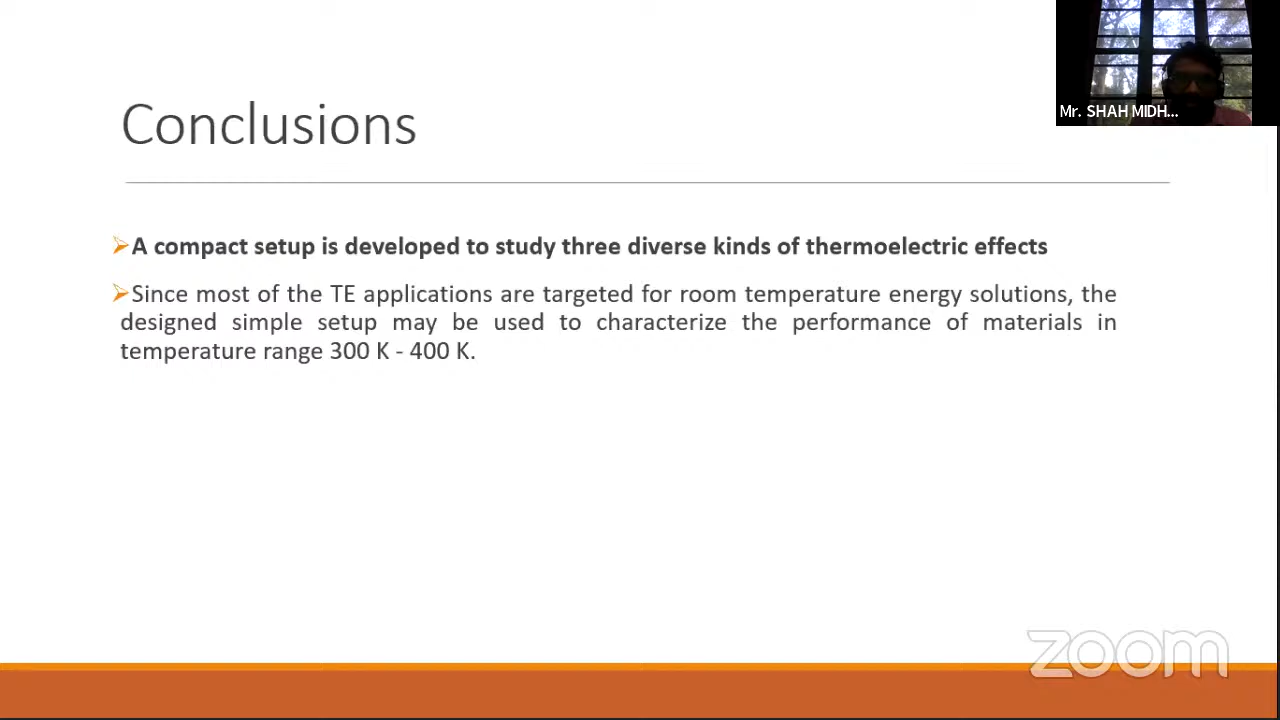 Mr. SHAH MIDH...
Conclusions
➢A compact setup is developed to study three diverse kinds of thermoelectric effects
➢Since most of the TE applications are targeted for room temperature energy solutions, the
designed simple setup may be used to characterize the performance of materials in
temperature range 300 K - 400 K.
zoom